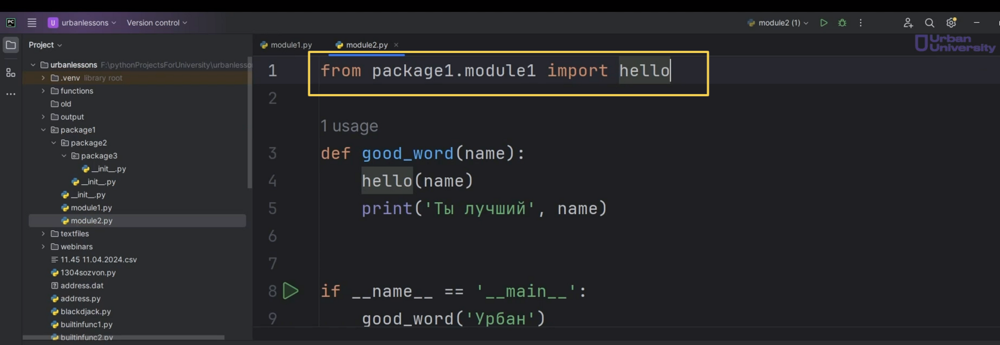 PC
U urbanlessons
Version control
module2 (1)
Urban
University
Project
urbanlessons F:\pythonProjectsForUniversity\urbanlesso
.venv library root
functions
old
output
package1
package2
package3
__init__.py
__init__.py
__init__.py
module1.py
module2.py
textfiles
webinars
11.45 11.04.2024.csv
1304sozvon.py
address.dat
address.py
blackdjack.py
builtinfunc1.py
builtinfunc2.py
module1.py
module2.py
1 from package1.module1 import hello
2
1 usage
3 def good_word(name):
4 hello(name)
5 print('Ты лучший', name)
6
7
8 if __name__ == '__main__':
9 good_word('Урбан')